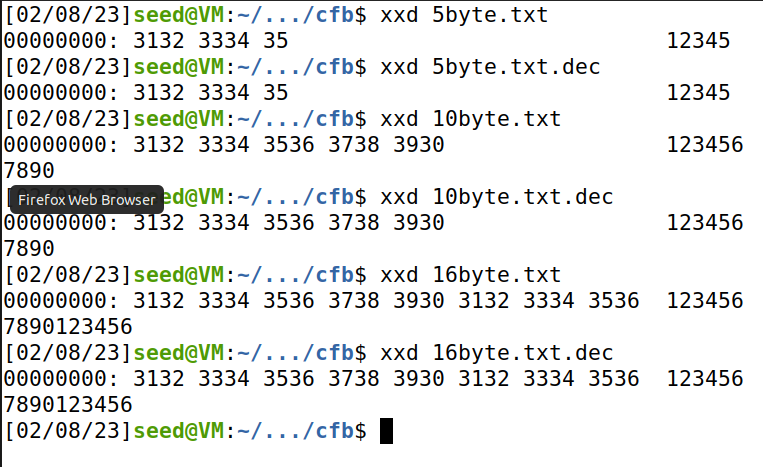 [02/08/23]seed@VM:~/.../cfb$ xxd 5byte.txt
00000000: 3132 3334 35                             12345
[02/08/23]seed@VM:~/.../cfb$ xxd 5byte.txt.dec
00000000: 3132 3334 35                             12345
[02/08/23]seed@VM:~/.../cfb$ xxd 10byte.txt
00000000: 3132 3334 3536 3738 3930                 123456
7890
Firefox Web Browser
ed@VM:~/.../cfb$ xxd 10byte.txt.dec
00000000: 3132 3334 3536 3738 3930                 123456
7890
[02/08/23]seed@VM:~/.../cfb$ xxd 16byte.txt
00000000: 3132 3334 3536 3738 3930 3132 3334 3536  123456
7890123456
[02/08/23]seed@VM:~/.../cfb$ xxd 16byte.txt.dec
00000000: 3132 3334 3536 3738 3930 3132 3334 3536  123456
7890123456
[02/08/23]seed@VM:~/.../cfb$